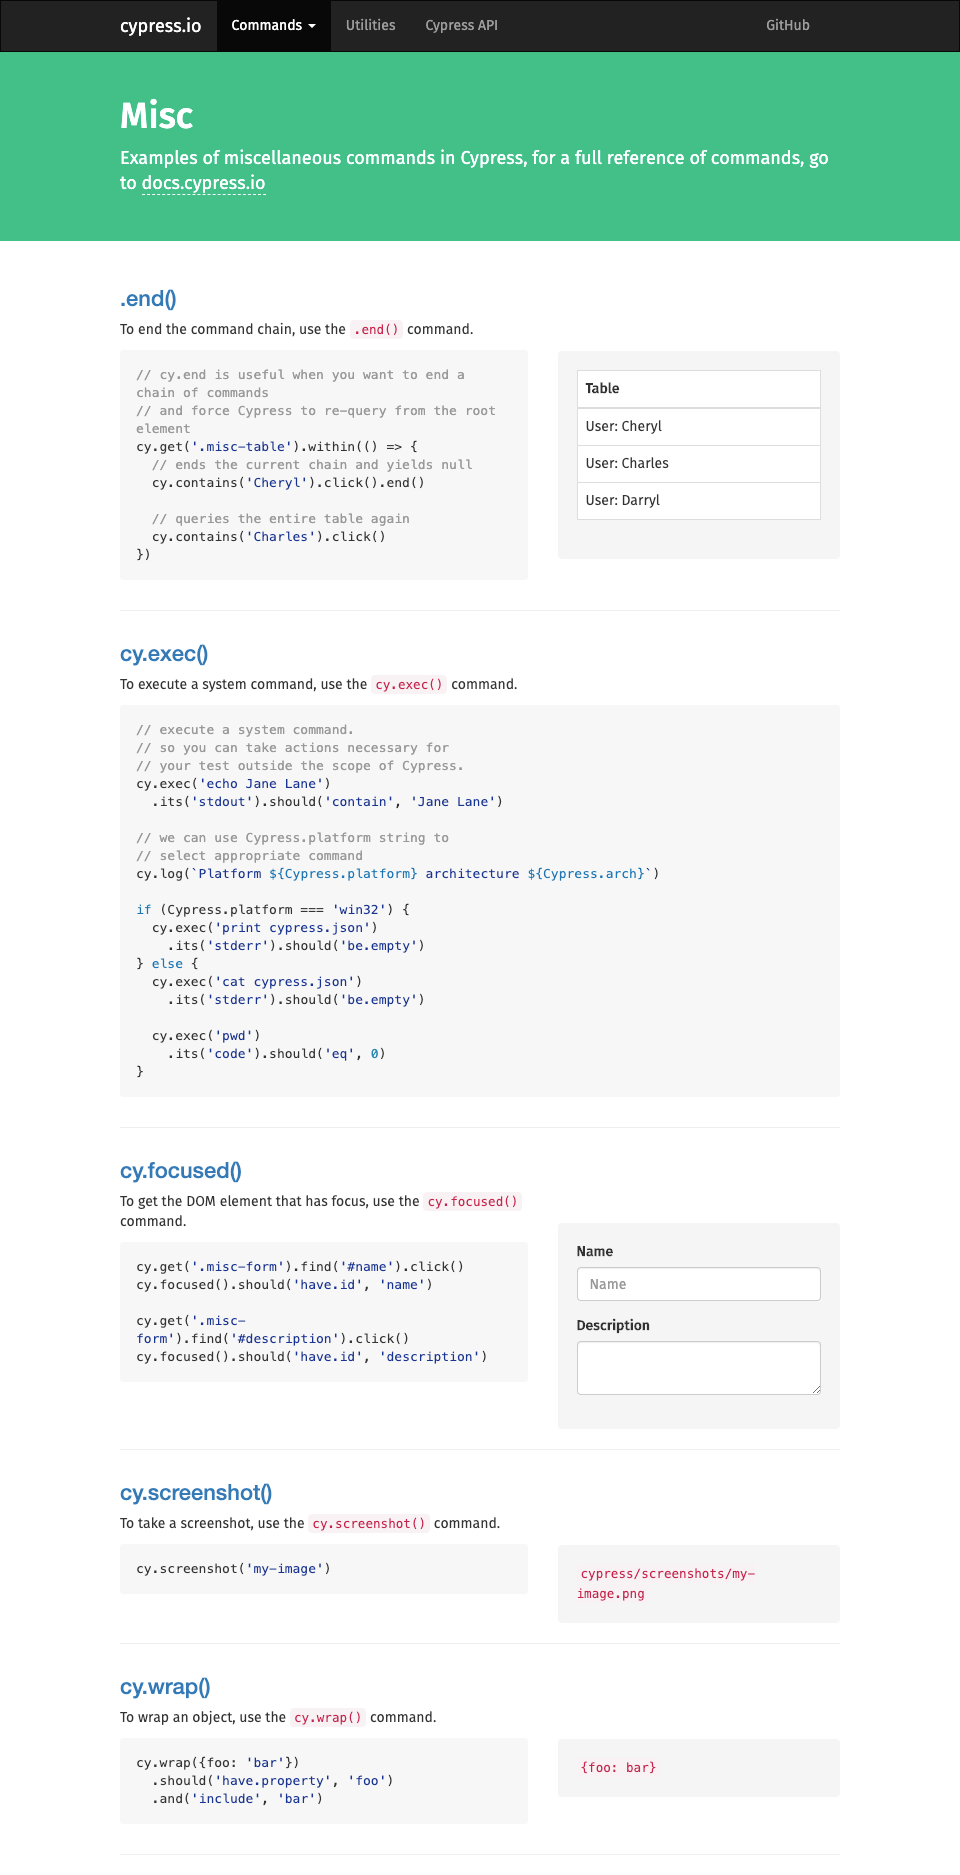 cypress.io Commands Utilities Cypress API GitHub
Misc
Examples of miscellaneous commands in Cypress, for a full reference of commands, go
to docs.cypress.io
.end()
To end the command chain, use the .end() command.
// cy.end is useful when you want to end a
chain of commands
// and force Cypress to re-query from the root
element
cy.get('.misc-table').within(() => {
  // ends the current chain and yields null
  cy.contains('Cheryl').click().end()
  // queries the entire table again
  cy.contains('Charles').click()
})
Table
User: Cheryl
User: Charles
User: Darryl
cy.exec()
To execute a system command, use the cy.exec() command.
// execute a system command.
// so you can take actions necessary for
// your test outside the scope of Cypress.
cy.exec('echo Jane Lane')
  .its('stdout').should('contain', 'Jane Lane')
// we can use Cypress.platform string to
// select appropriate command
cy.log(`Platform ${Cypress.platform} architecture ${Cypress.arch}`)
if (Cypress.platform === 'win32') {
  cy.exec('print cypress.json')
    .its('stderr').should('be.empty')
} else {
  cy.exec('cat cypress.json')
    .its('stderr').should('be.empty')
  cy.exec('pwd')
    .its('code').should('eq', 0)
}
cy.focused()
To get the DOM element that has focus, use the cy.focused()
command.
cy.get('.misc-form').find('#name').click()
cy.focused().should('have.id', 'name')
cy.get('.misc-
form').find('#description').click()
cy.focused().should('have.id', 'description')
Name
Name
Description
cy.screenshot()
To take a screenshot, use the cy.screenshot() command.
cy.screenshot('my-image')
cypress/screenshots/my-
image.png
cy.wrap()
To wrap an object, use the cy.wrap() command.
cy.wrap({foo: 'bar'})
  .should('have.property', 'foo')
  .and('include', 'bar')
{foo: bar}